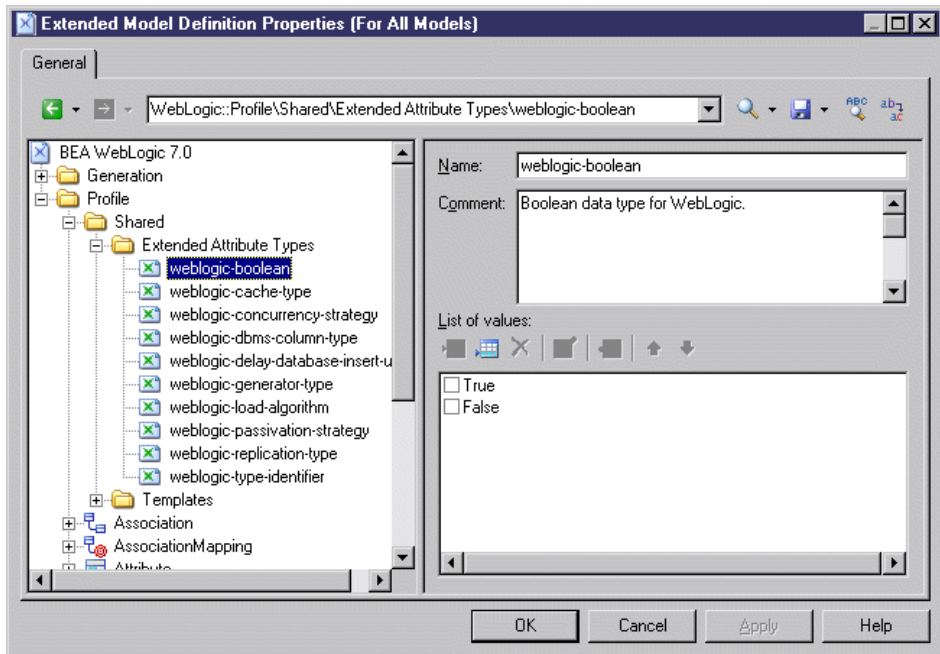 Extended Model Definition Properties (For All Models)
General
WebLogic::Profile\Shared\Extended Attribute Types\weblogic-boolean
ABC
ab
ac
BEA WebLogic 7.0
Generation
Profile
Shared
Extended Attribute Types
weblogic-boolean
weblogic-cache-type
weblogic-concurrency-strategy
weblogic-dbms-column-type
weblogic-delay-database-insert-u
weblogic-generator-type
weblogic-load-algorithm
weblogic-passivation-strategy
weblogic-replication-type
weblogic-type-identifier
Templates
Association
AssociationMapping
Attribute
Name:
weblogic-boolean
Comment:
Boolean data type for WebLogic.
List of values:
True
False
OK
Cancel
Apply
Help